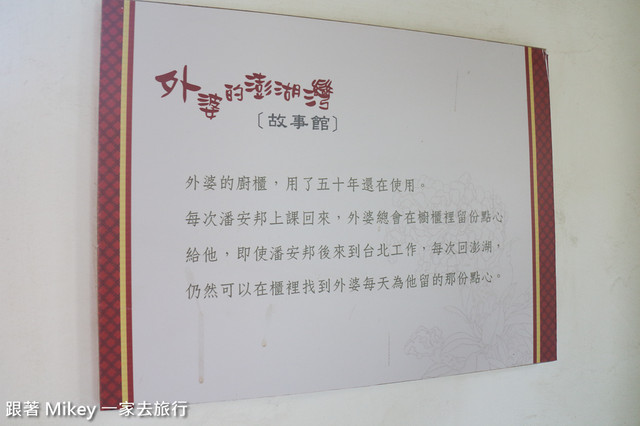 外婆的澎湖灣
〔故事館〕
外婆的廚櫃，用了五十年還在使用。
每次潘安邦上課回來，外婆總會在櫥櫃裡留份點心
給他，即使潘安邦後來到台北工作，每次回澎湖，
仍然可以在櫃裡找到外婆每天為他留的那份點心。
跟著 Mikey 一家去旅行